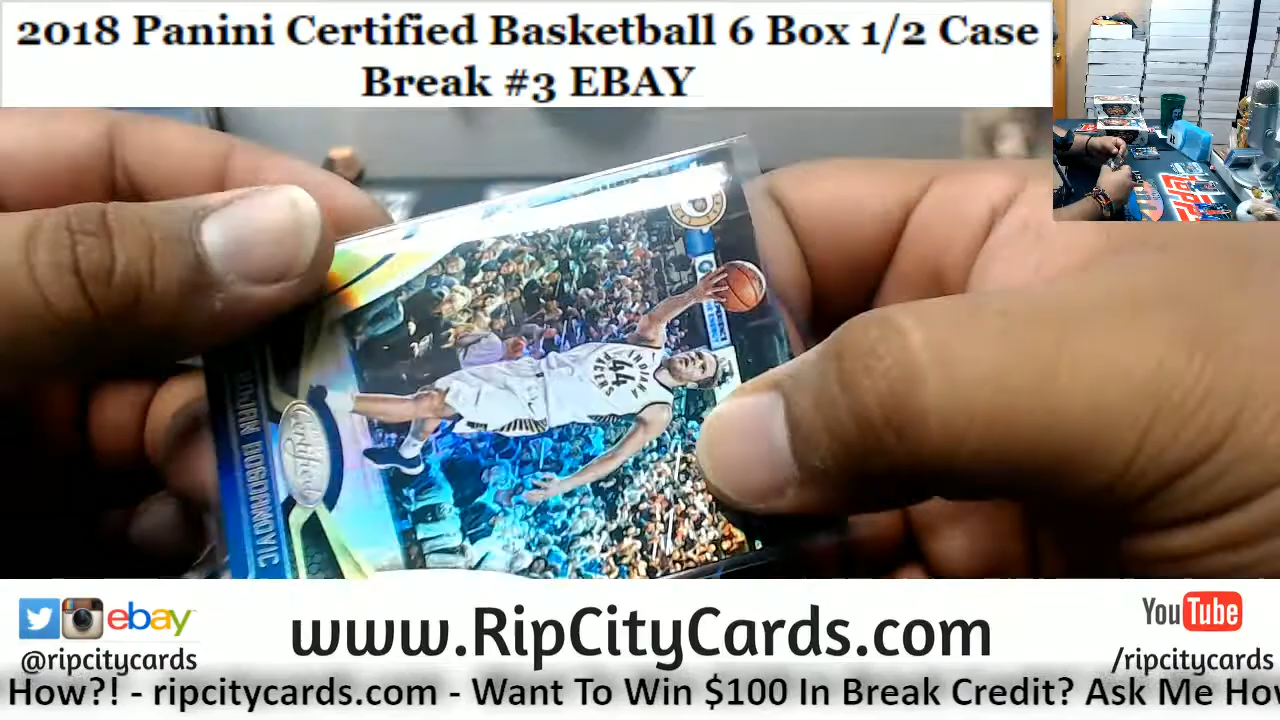 2018 Panini Certified Basketball 6 Box 1/2 Case
Break #3 EBAY
INDIANA
44
PACERS
Certified
BOJAN BOGDANOVIC
ebay
@ripcitycards
www.RipCityCards.com
YouTube
/ripcitycards
How?! - ripcitycards.com - Want To Win $100 In Break Credit? Ask Me How